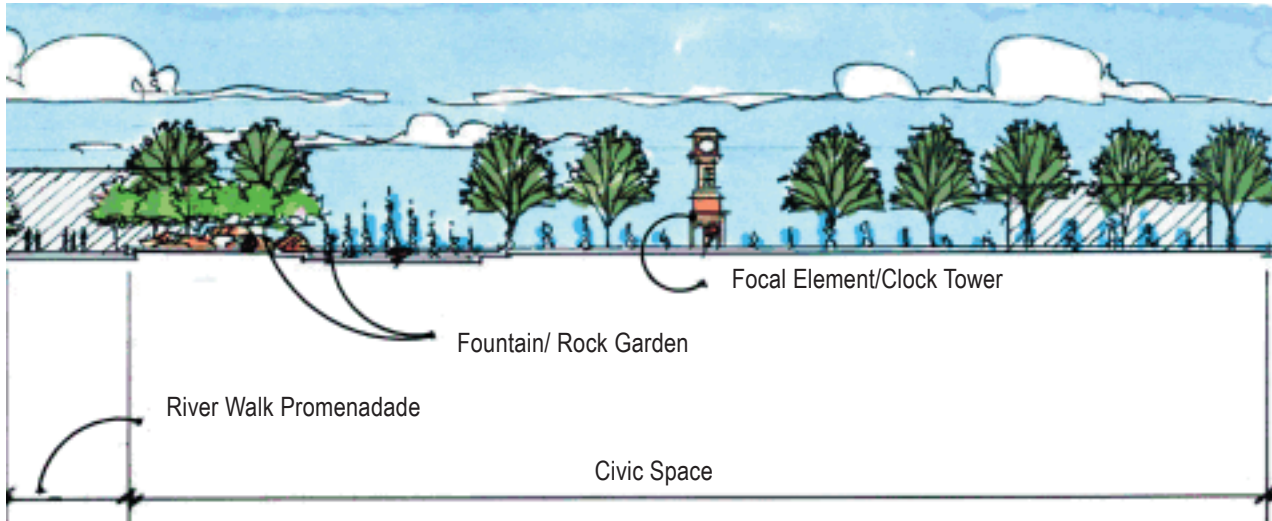 Focal Element/Clock Tower
Fountain/ Rock Garden
River Walk Promenadade
Civic Space